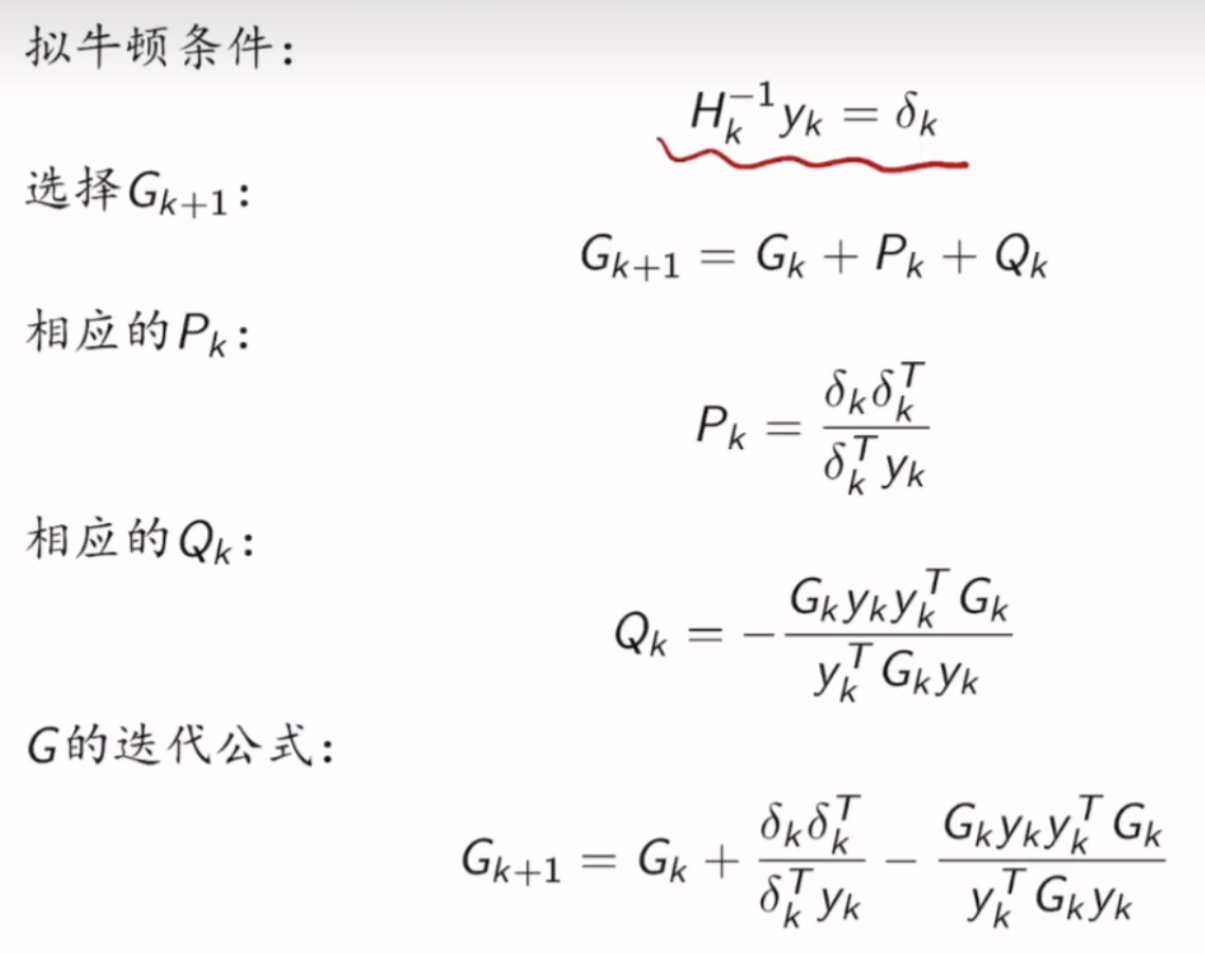 拟牛顿条件:
$H_k^{-1} y_k = \delta_k$
选择$G_{k+1}$:
$G_{k+1} = G_k + P_k + Q_k$
相应的$P_k$:
$P_k = \frac{\delta_k \delta_k^T}{\delta_k^T y_k}$
相应的$Q_k$:
$Q_k = -\frac{G_k y_k y_k^T G_k}{y_k^T G_k y_k}$
$G$的迭代公式:
$G_{k+1} = G_k + \frac{\delta_k \delta_k^T}{\delta_k^T y_k} - \frac{G_k y_k y_k^T G_k}{y_k^T G_k y_k}$